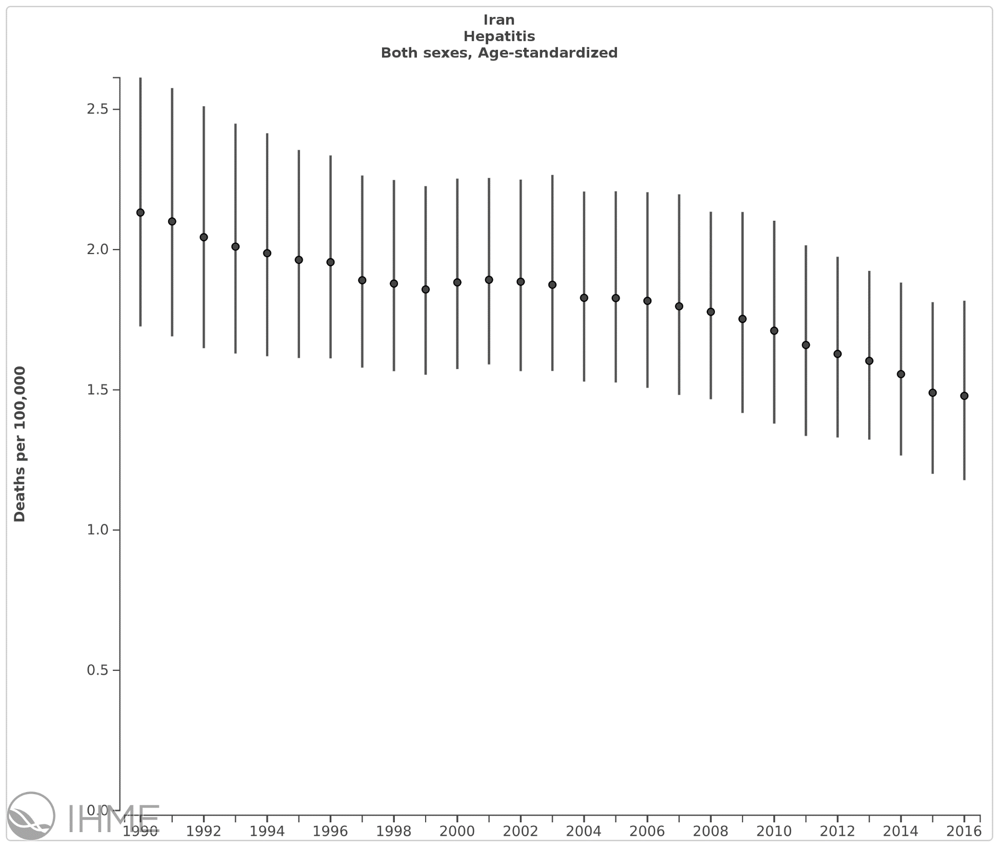 Iran
Hepatitis
Both sexes, Age-standardized
2.5
2.0
1.5
1.0
0.5
0.0
Deaths per 100,000
1990 1992 1994 1996 1998 2000 2002 2004 2006 2008 2010 2012 2014 2016
IHME